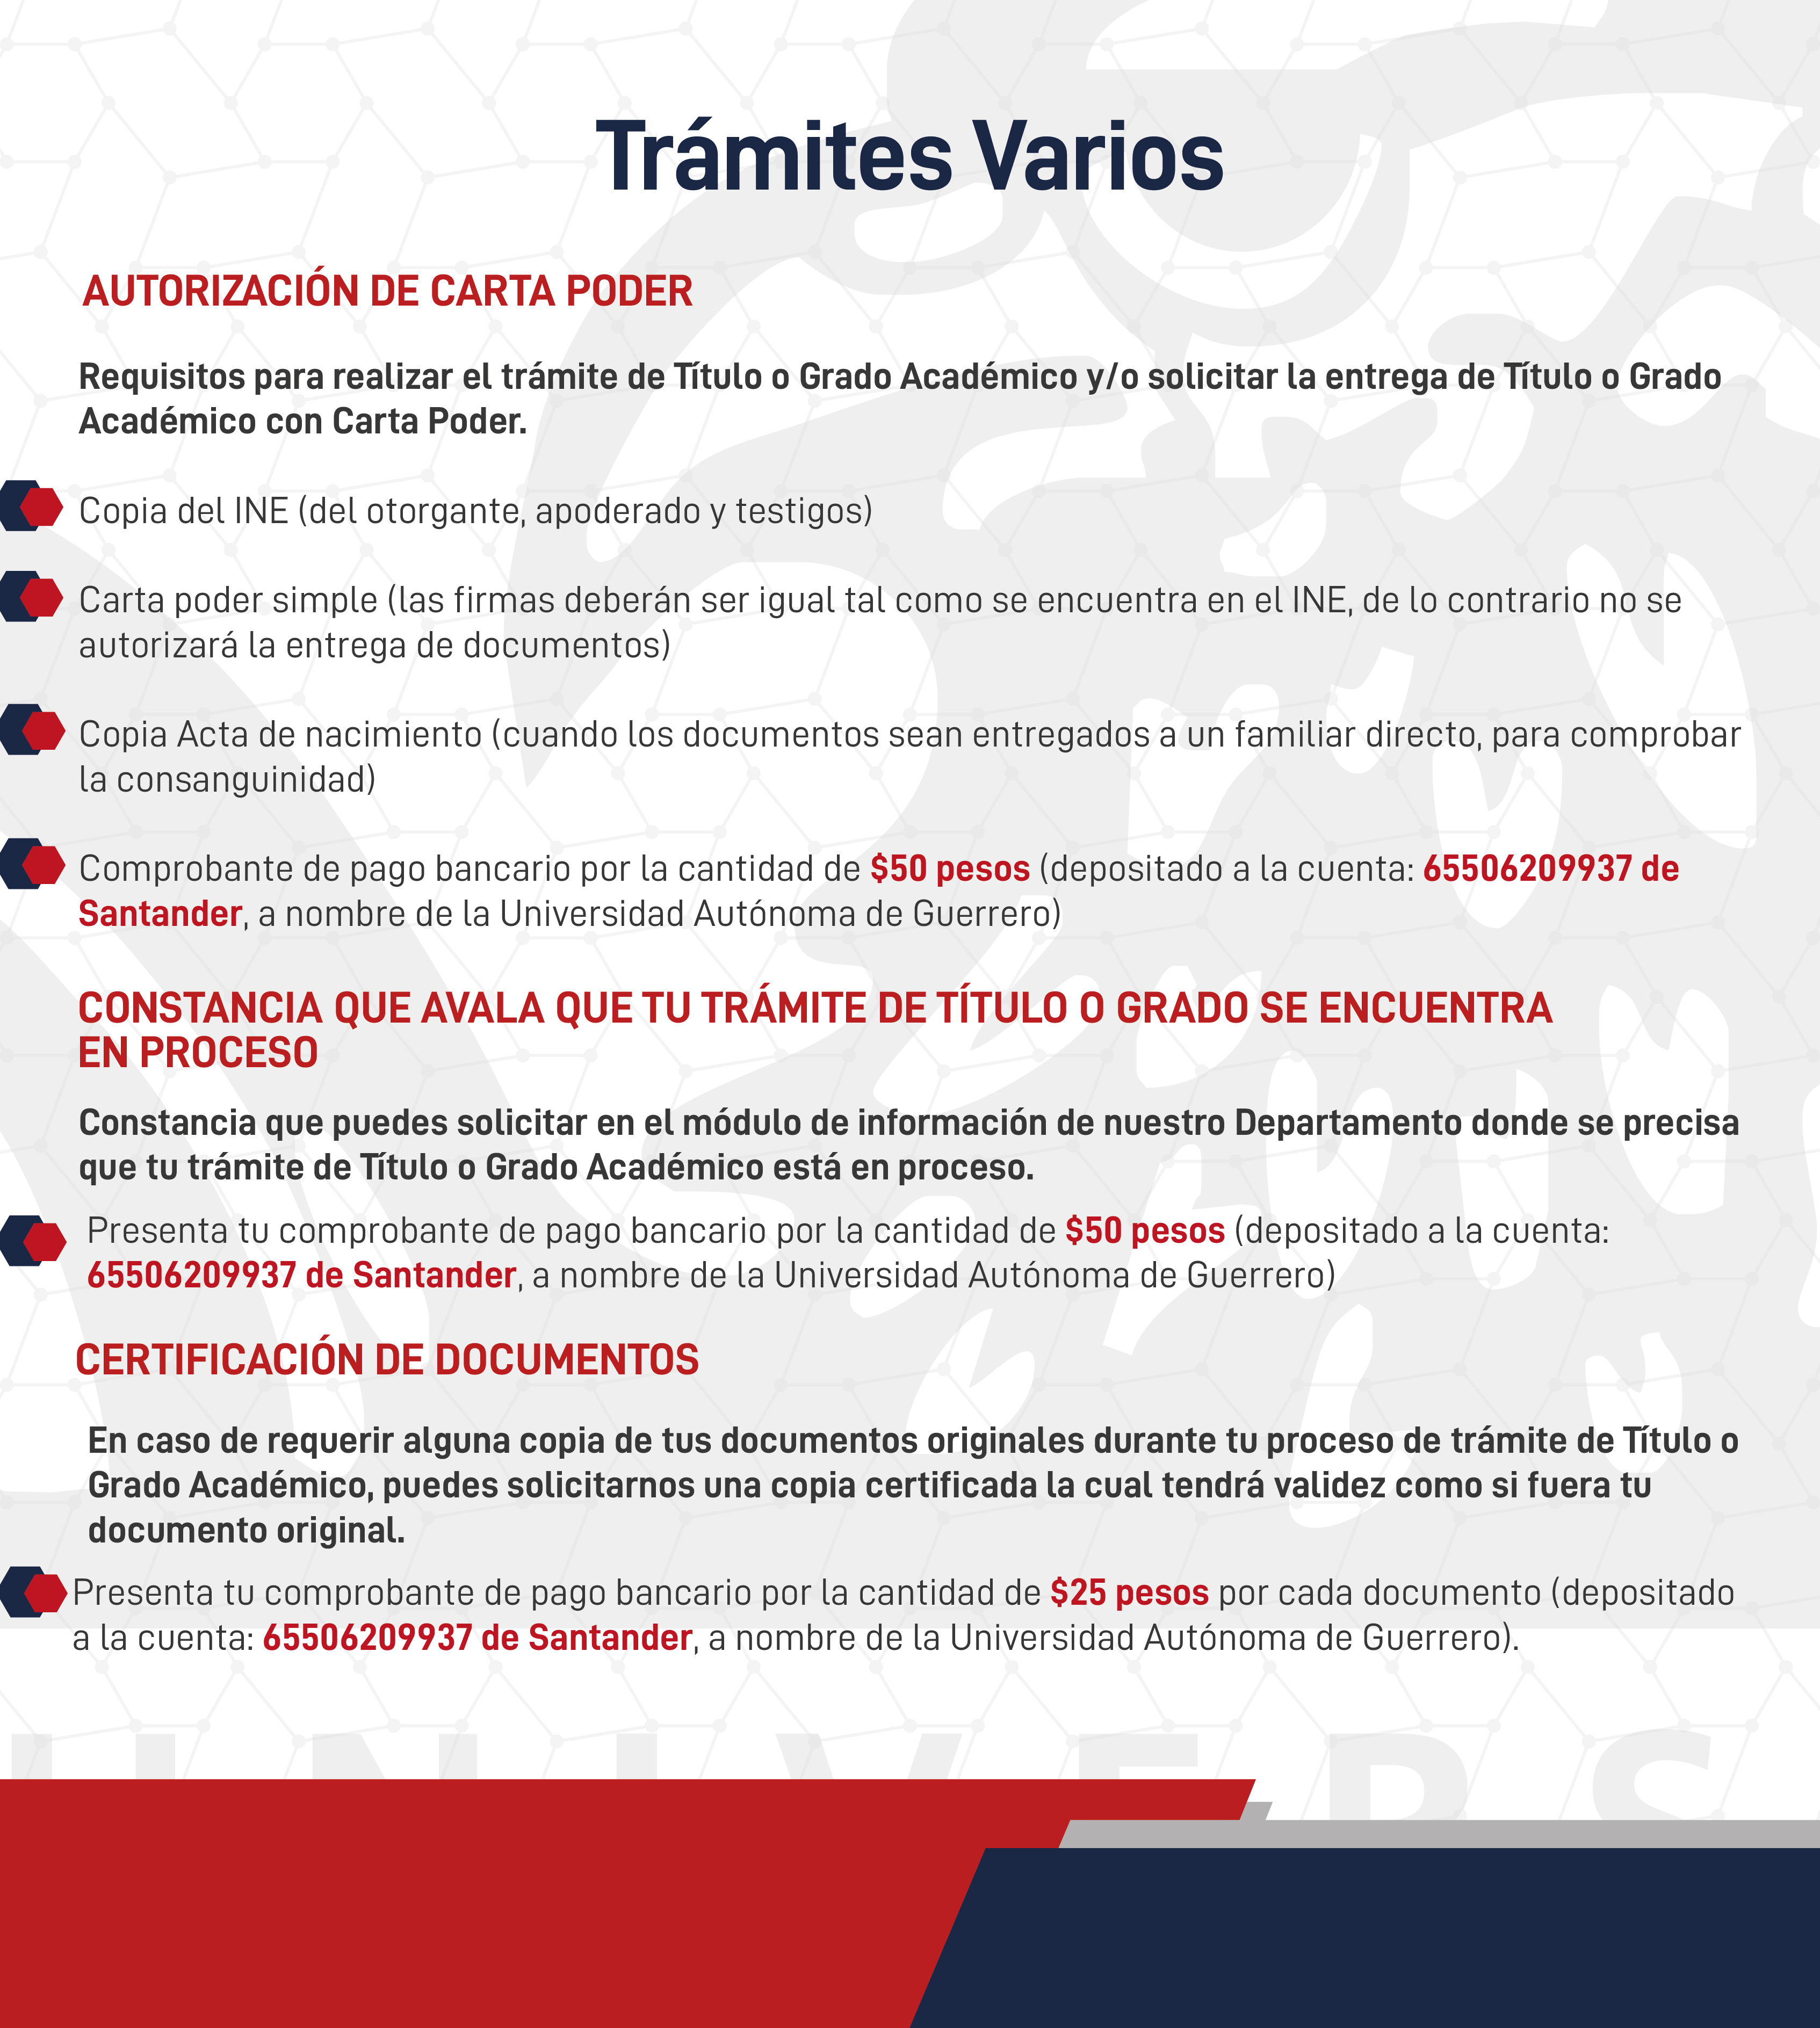 Trámites Varios
AUTORIZACIÓN DE CARTA PODER
Requisitos para realizar el trámite de Título o Grado Académico y/o solicitar la entrega de Título o Grado
Académico con Carta Poder.
Copia del INE (del otorgante, apoderado y testigos)
Carta poder simple (las firmas deberán ser igual tal como se encuentra en el INE, de lo contrario no se
autorizará la entrega de documentos)
Copia Acta de nacimiento (cuando los documentos sean entregados a un familiar directo, para comprobar
la consanguinidad)
Comprobante de pago bancario por la cantidad de $50 pesos (depositado a la cuenta: 65506209937 de
Santander, a nombre de la Universidad Autónoma de Guerrero)
CONSTANCIA QUE AVALA QUE TU TRÁMITE DE TÍTULO O GRADO SE ENCUENTRA
EN PROCESO
Constancia que puedes solicitar en el módulo de información de nuestro Departamento donde se precisa
que tu trámite de Título o Grado Académico está en proceso.
Presenta tu comprobante de pago bancario por la cantidad de $50 pesos (depositado a la cuenta:
65506209937 de Santander, a nombre de la Universidad Autónoma de Guerrero)
CERTIFICACIÓN DE DOCUMENTOS
En caso de requerir alguna copia de tus documentos originales durante tu proceso de trámite de Título o
Grado Académico, puedes solicitarnos una copia certificada la cual tendrá validez como si fuera tu
documento original.
Presenta tu comprobante de pago bancario por la cantidad de $25 pesos por cada documento (depositado
a la cuenta: 65506209937 de Santander, a nombre de la Universidad Autónoma de Guerrero).
UNIVERS